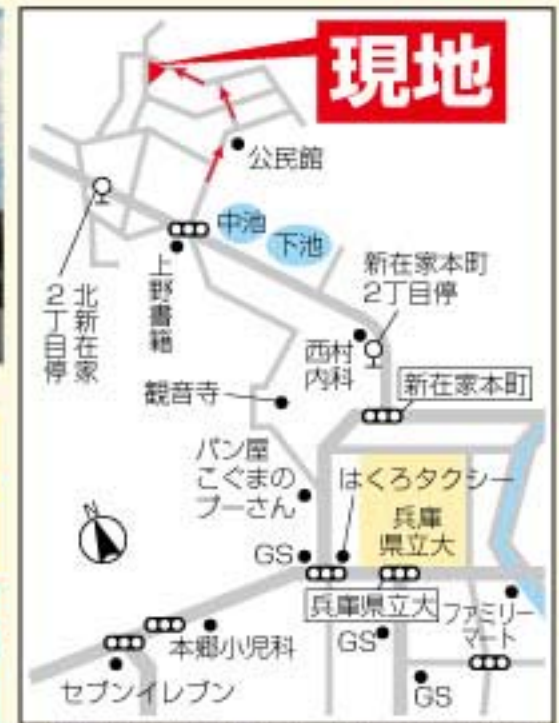 現地
公民館
中池
下池
上野書籍
北新在家
2丁目停
新在家本町
2丁目停
西村
内科
新在家本町
観音寺
パン屋
こぐまの
プーさん
はくろタクシー
兵庫
県立大
N
GS
兵庫県立大
ファミリー
マート
本郷小児科
GS
セブンイレブン
GS